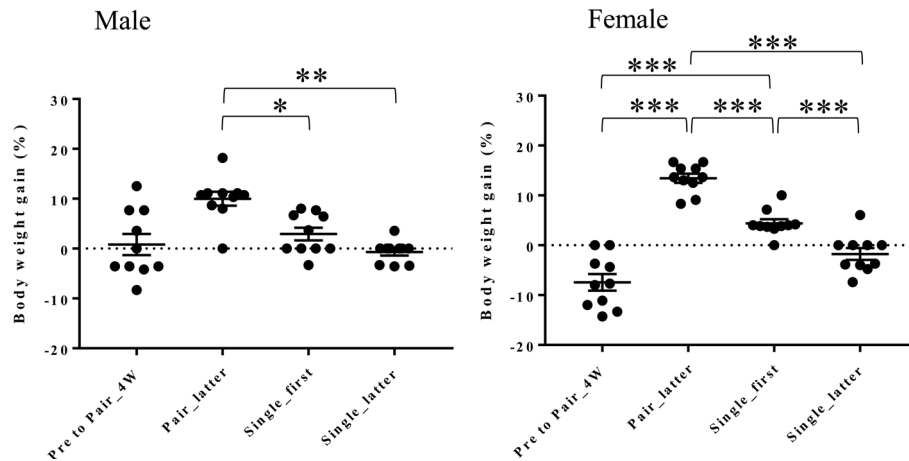 Male
**
*
30
20
10
0
-10
-20
Body weight gain (%)
Pre to Pair_4W
Pair_latter
Single_first
Single_latter
Female
***
***
*** *** ***
30
20
10
0
-10
-20
Body weight gain (%)
Pre to Pair_4W
Pair_latter
Single_first
Single_latter